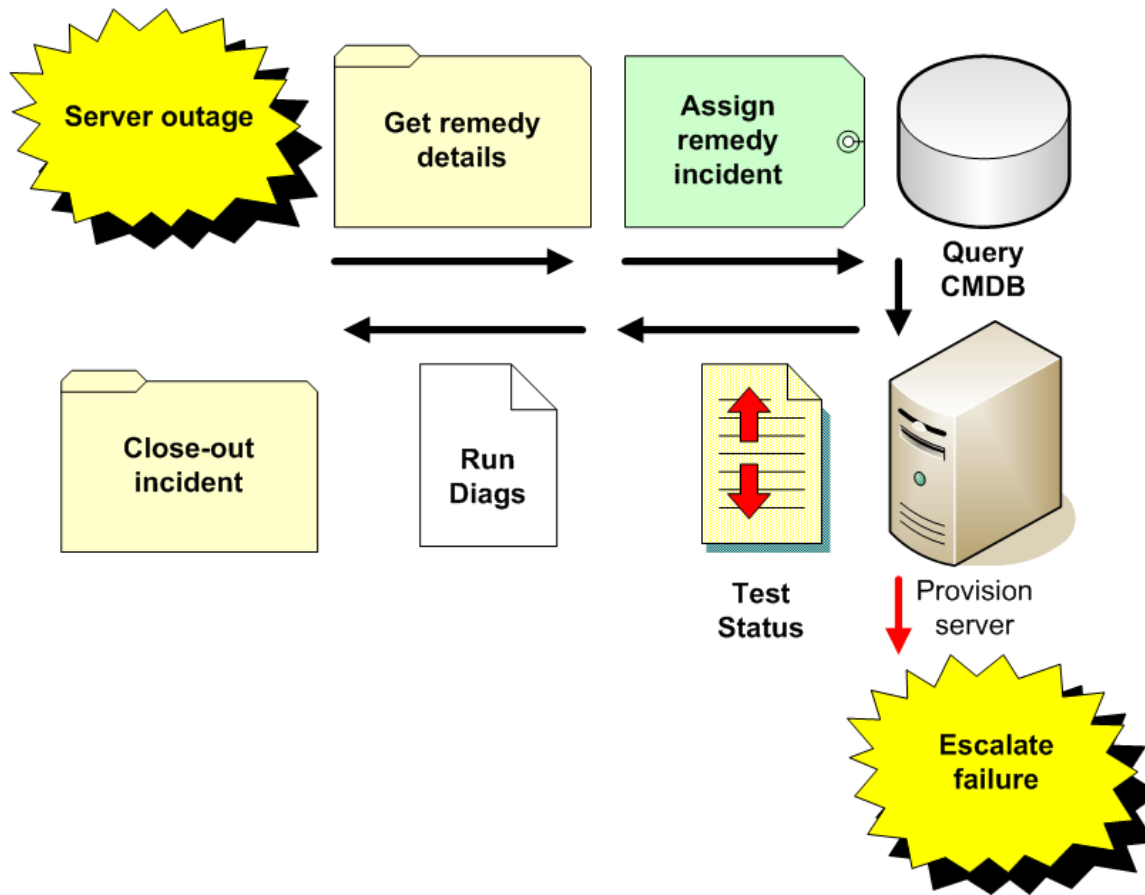 Server outage
Get remedy
details
Assign
remedy
incident
Query
CMDB
Close-out
incident
Run
Diags
Test
Status
Provision
server
Escalate
failure